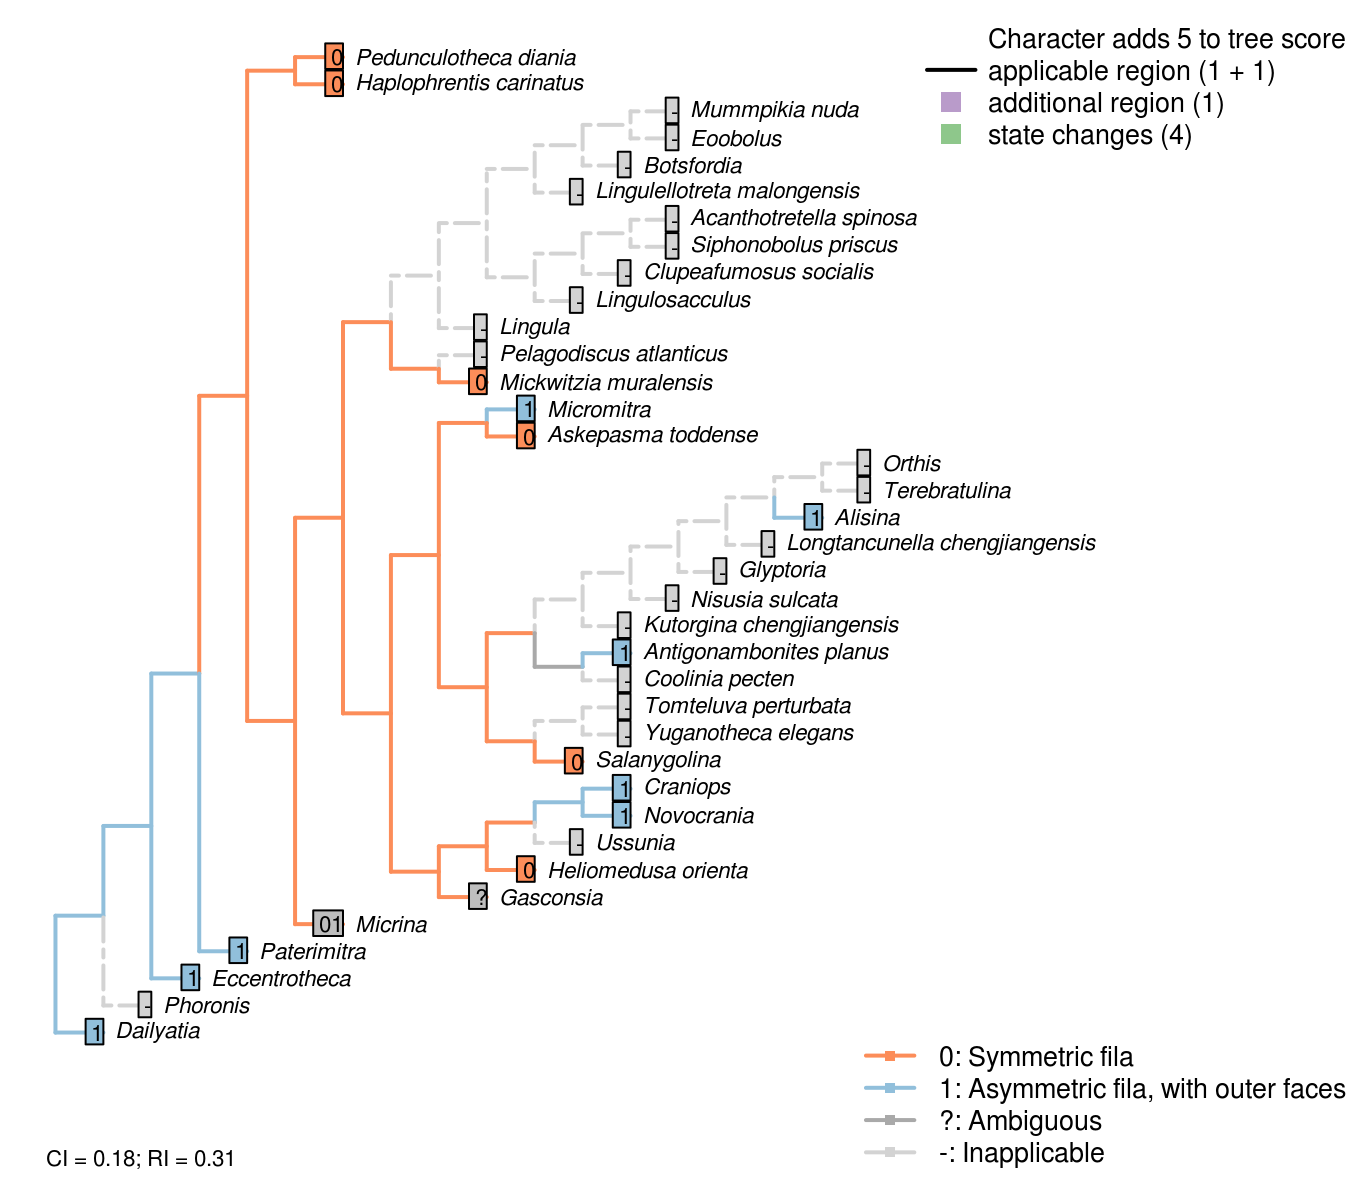 Character adds 5 to tree score
applicable region (1 + 1)
additional region (1)
state changes (4)
0 Pedunculotheca diania
0 Haplophrentis carinatus
- Mummpikia nuda
- Eoobolus
- Botsfordia
- Lingulellotreta malongensis
- Acanthotretella spinosa
- Siphonobolus priscus
- Clupeafumosus socialis
- Lingulosacculus
- Lingula
- Pelagodiscus atlanticus
0 Mickwitzia muralensis
1 Micromitra
0 Askepasma toddense
- Orthis
- Terebratulina
1 Alisina
- Longtancunella chengjiangensis
- Glyptoria
- Nisusia sulcata
- Kutorgina chengjiangensis
1 Antigonambonites planus
- Coolinia pecten
- Tomteluva perturbata
- Yuganotheca elegans
0 Salanygolina
1 Craniops
1 Novocrania
- Ussunia
0 Heliomedusa orienta
? Gasconsia
01 Micrina
1 Paterimitra
1 Eccentrotheca
- Phoronis
1 Dailyatia
0: Symmetric fila
1: Asymmetric fila, with outer faces
?: Ambiguous
-: Inapplicable
CI = 0.18; RI = 0.31